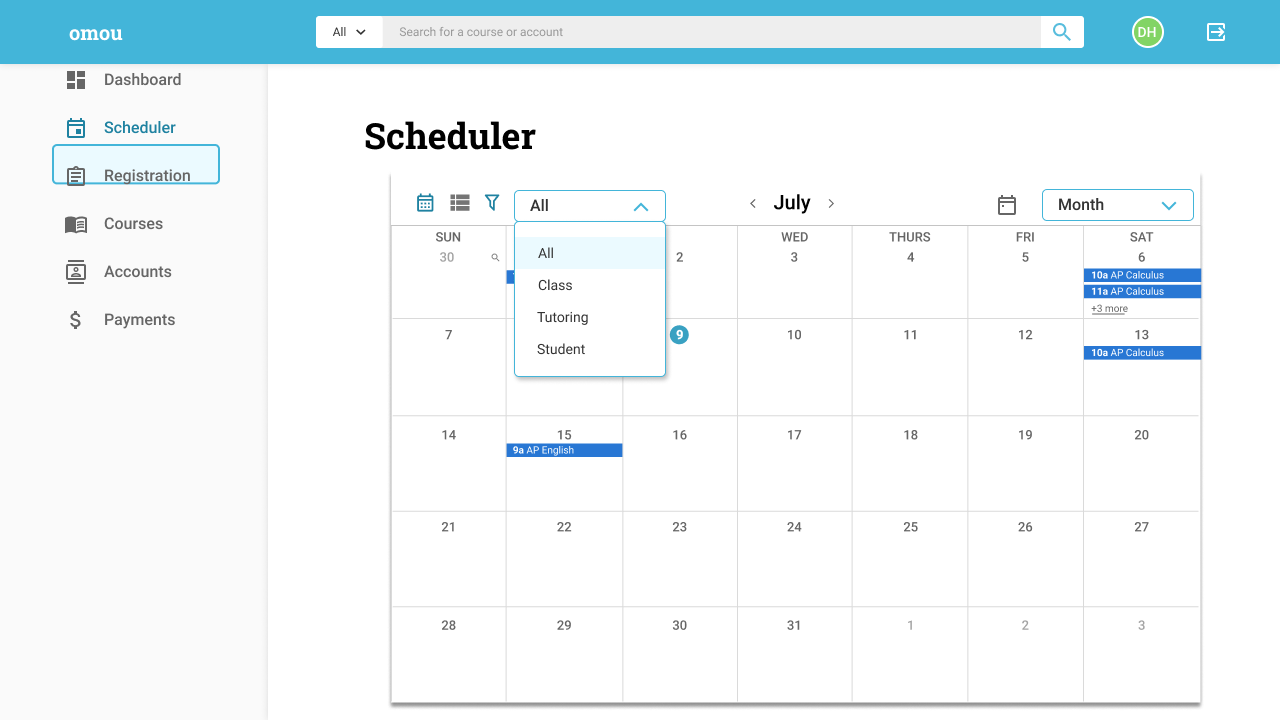 omou
All
Search for a course or account
DH
Dashboard
Scheduler
Registration
Courses
Accounts
Payments
Scheduler
All
July
Month
All
Class
Tutoring
Student
SUN WED THURS FRI SAT
30 2 3 4 5 6
10a AP Calculus
11a AP Calculus
+3 more
7 9 10 11 12 13
10a AP Calculus
14 15 16 17 18 19 20
9a AP English
21 22 23 24 25 26 27
28 29 30 31 1 2 3